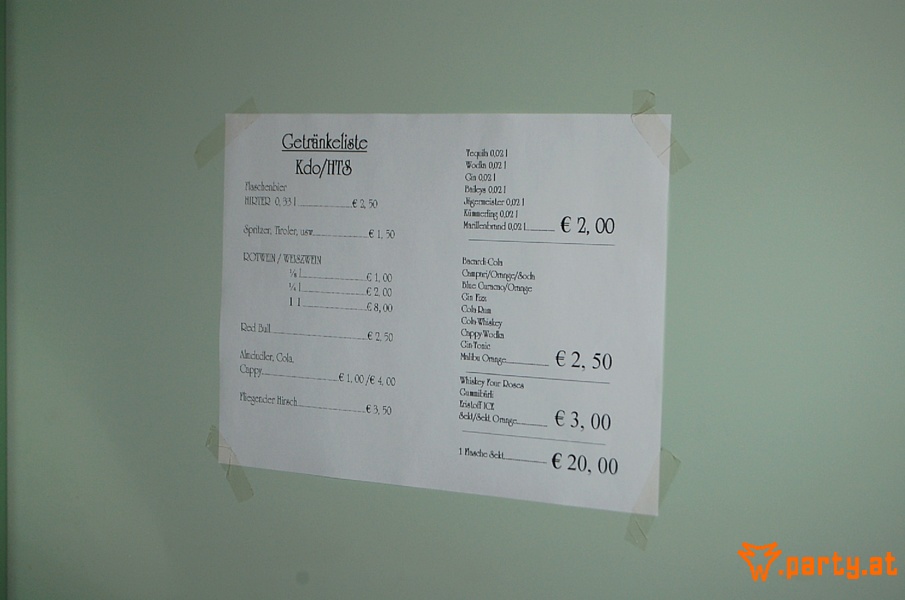 Getränkeliste
Kdo/HTS
Flaschenbier
HIRTER 0,33 l € 2,50
Spritzer, Tiroler, usw. € 1,50
ROTWEIN / WEISZWEIN
⅛ l € 1,00
¼ l € 2,00
1 l € 8,00
Red Bull € 2,50
Almdudler, Cola,
Cappy € 1,00/€ 4,00
Fliegender Hirsch € 3,50
Tequila 0,02 l
Wodka 0,02 l
Gin 0,02 l
Baileys 0,02 l
Jägermeister 0,02 l
Kümmerling 0,02 l
Marillenbrand 0,02 l € 2,00
Bacardi-Cola
Campari/Orange/Soda
Blue Curacao/Orange
Gin Fizz
Cola Rum
Cola Whiskey
Cappy Wodka
Gin-Tonic
Malibu Orange € 2,50
Whiskey Four Roses
Gummibärli
Kristoff ICE
Sekt/Sekt Orange € 3,00
1 Flasche Sekt € 20,00
party.at